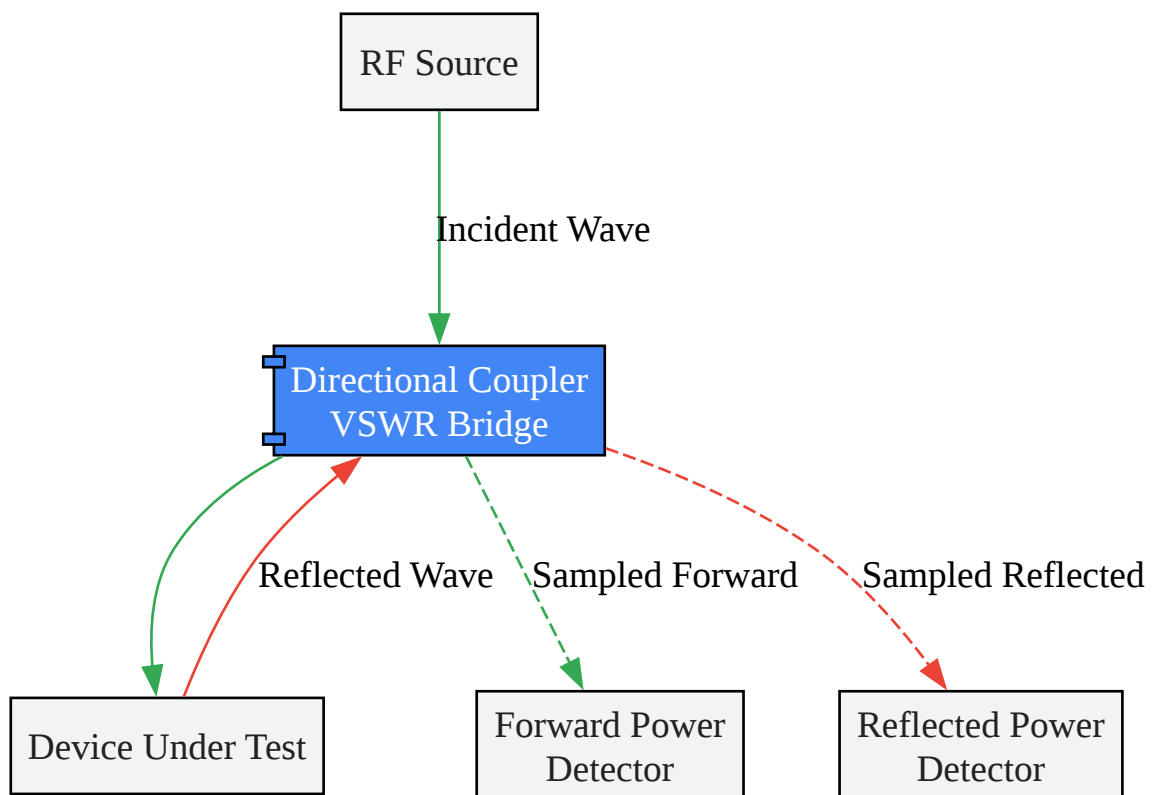 RF Source
Incident Wave
Directional Coupler
VSWR Bridge
Reflected Wave
Sampled Forward
Sampled Reflected
Device Under Test
Forward Power
Detector
Reflected Power
Detector